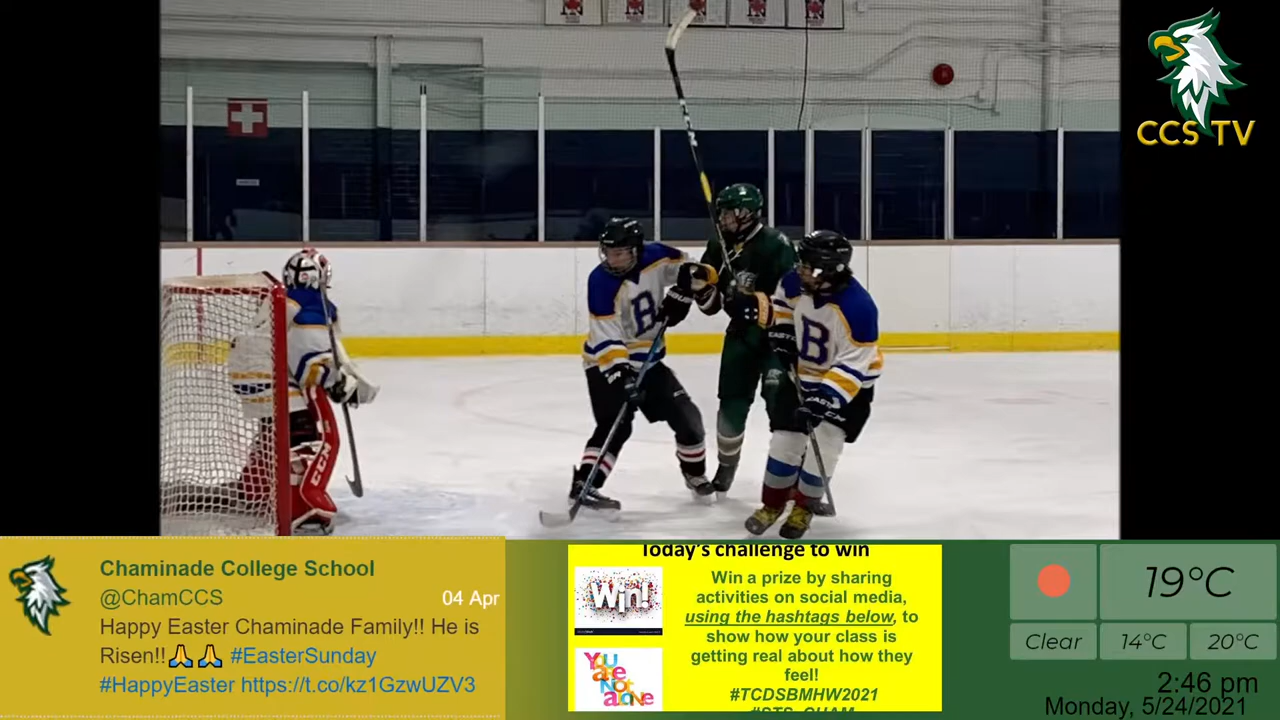 CCS TV
B
B
CCM
Chaminade College School
@ChamCCS
04 Apr
Happy Easter Chaminade Family!! He is
Risen!!🙏🙏 #EasterSunday
#HappyEaster https://t.co/kz1GzwUZV3
Today's challenge to win
Win!
You
are
Not
alone
Win a prize by sharing
activities on social media,
using the hashtags below, to
show how your class is
getting real about how they
feel!
#TCDSBMHW2021
#STS_CHAM
19°C
Clear
14°C
20°C
2:46 pm
Monday, 5/24/2021